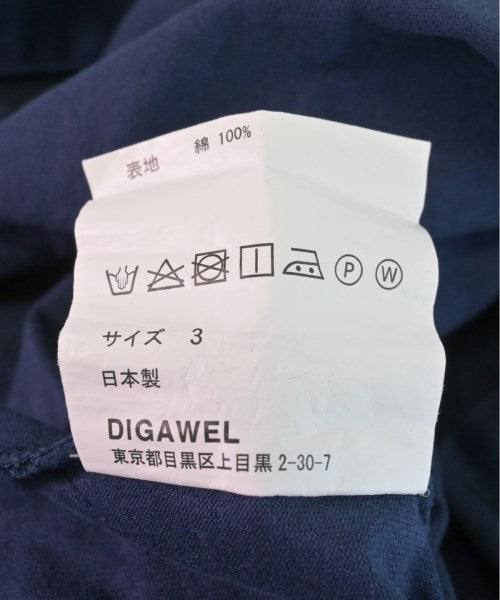 表地 綿 100%
P W
サイズ 3
日本製
DIGAWEL
東京都目黒区上目黒 2-30-7